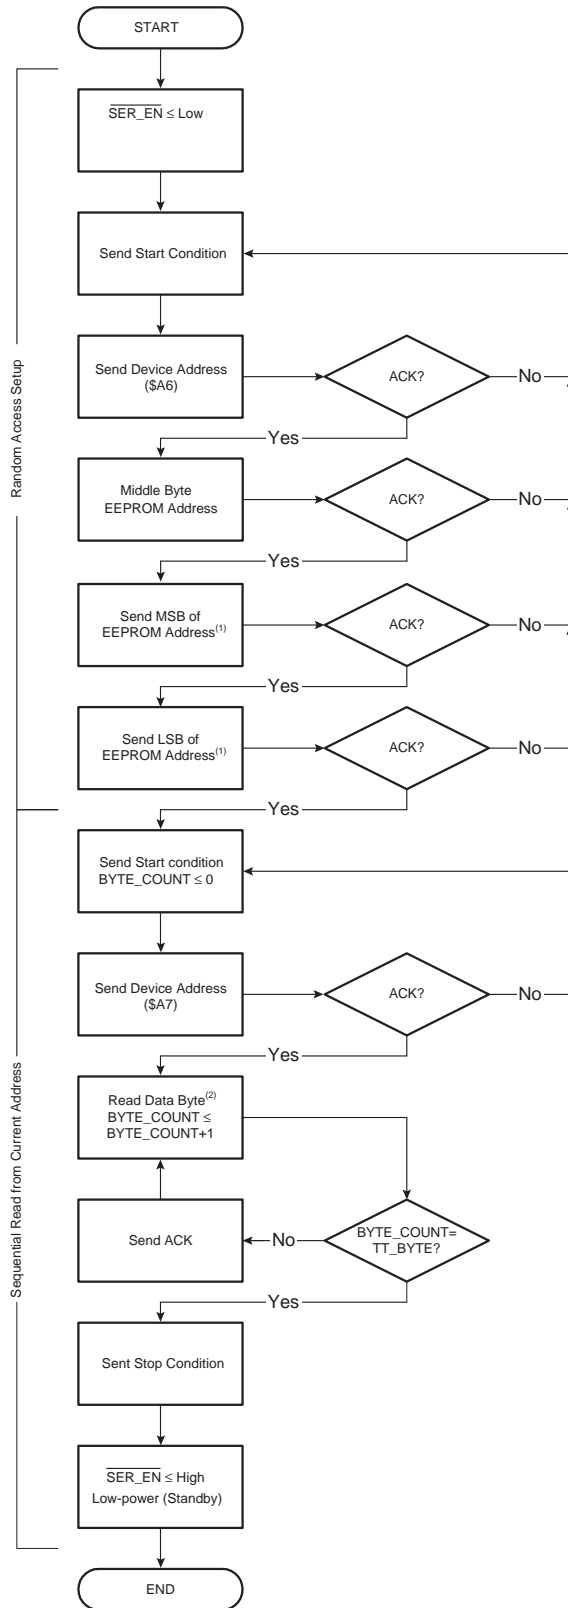 START
SER_EN ≤ Low
Send Start Condition
Send Device Address
($A6)
ACK?
No
Yes
Middle Byte
EEPROM Address
ACK?
No
Yes
Send MSB of
EEPROM Address(1)
ACK?
No
Yes
Send LSB of
EEPROM Address(1)
ACK?
No
Yes
Random Access Setup
Send Start condition
BYTE_COUNT ≤ 0
Send Device Address
($A7)
ACK?
No
Yes
Read Data Byte(2)
BYTE_COUNT ≤
BYTE_COUNT+1
Send ACK
No
BYTE_COUNT=
TT_BYTE?
Yes
Sent Stop Condition
SER_EN ≤ High
Low-power (Standby)
Sequential Read from Current Address
END